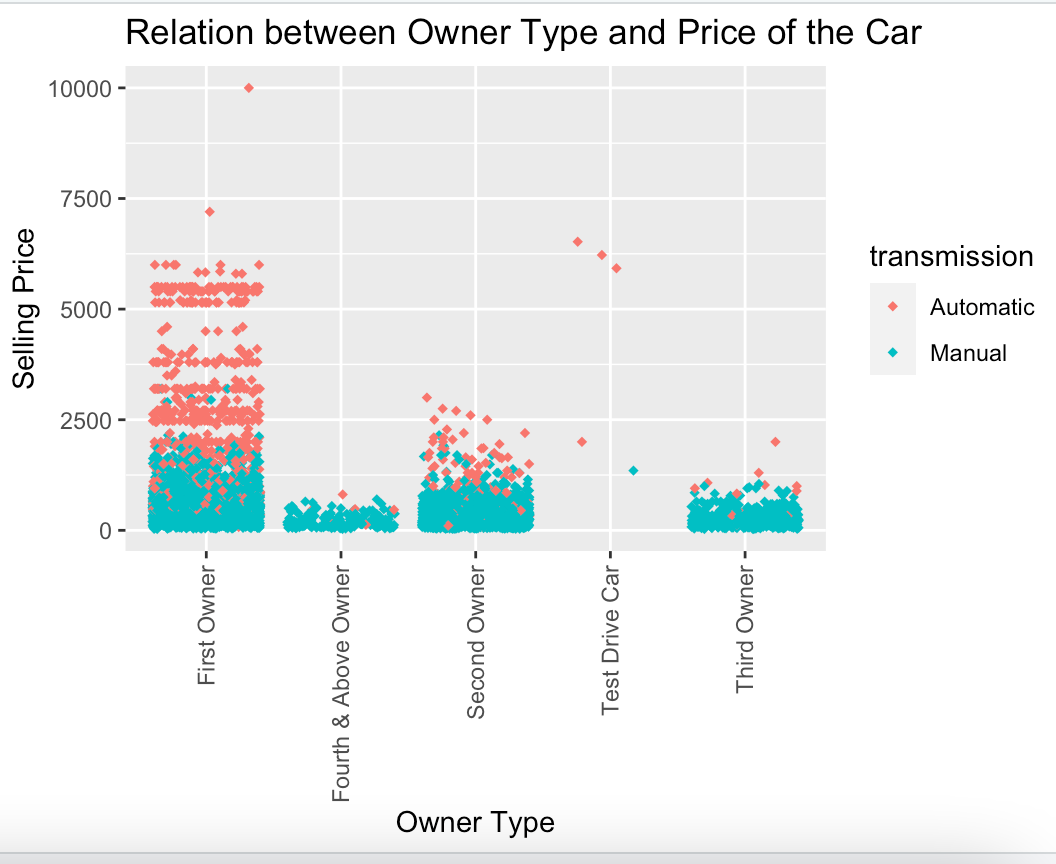 Relation between Owner Type and Price of the Car
Selling Price
10000
7500
5000
2500
0
First Owner
Fourth & Above Owner
Second Owner
Test Drive Car
Third Owner
Owner Type
transmission
Automatic
Manual